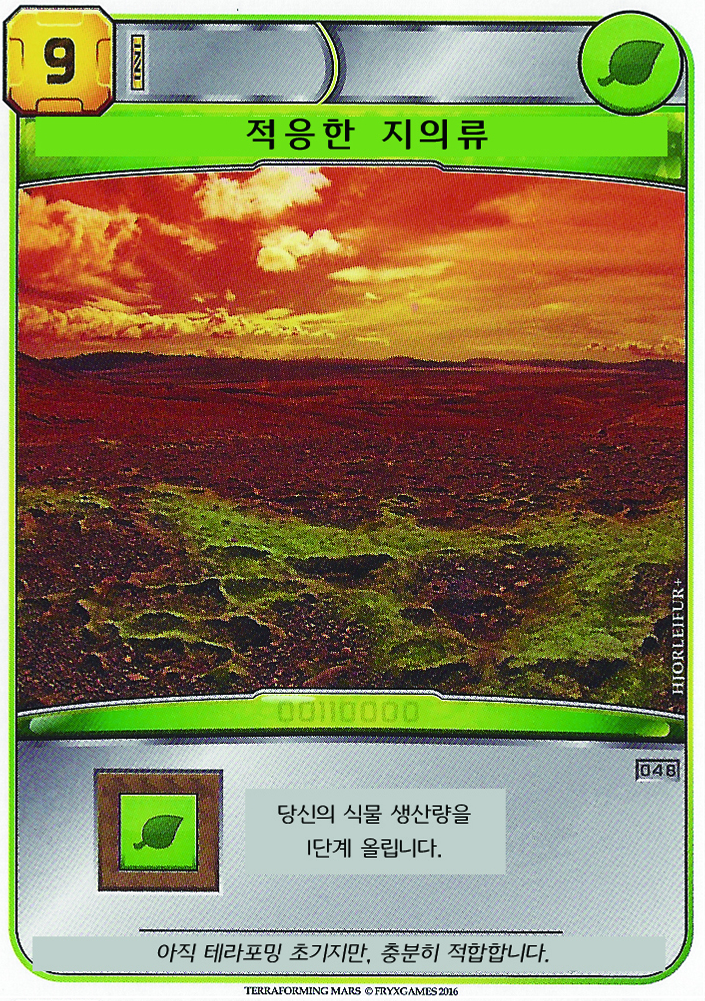 9
적응한 지의류
HJORLEIFUR+
00110000
048
당신의 식물 생산량을
1단계 올립니다.
아직 테라포밍 초기지만, 충분히 적합합니다.
TERRAFORMING MARS © FRYXGAMES 2016